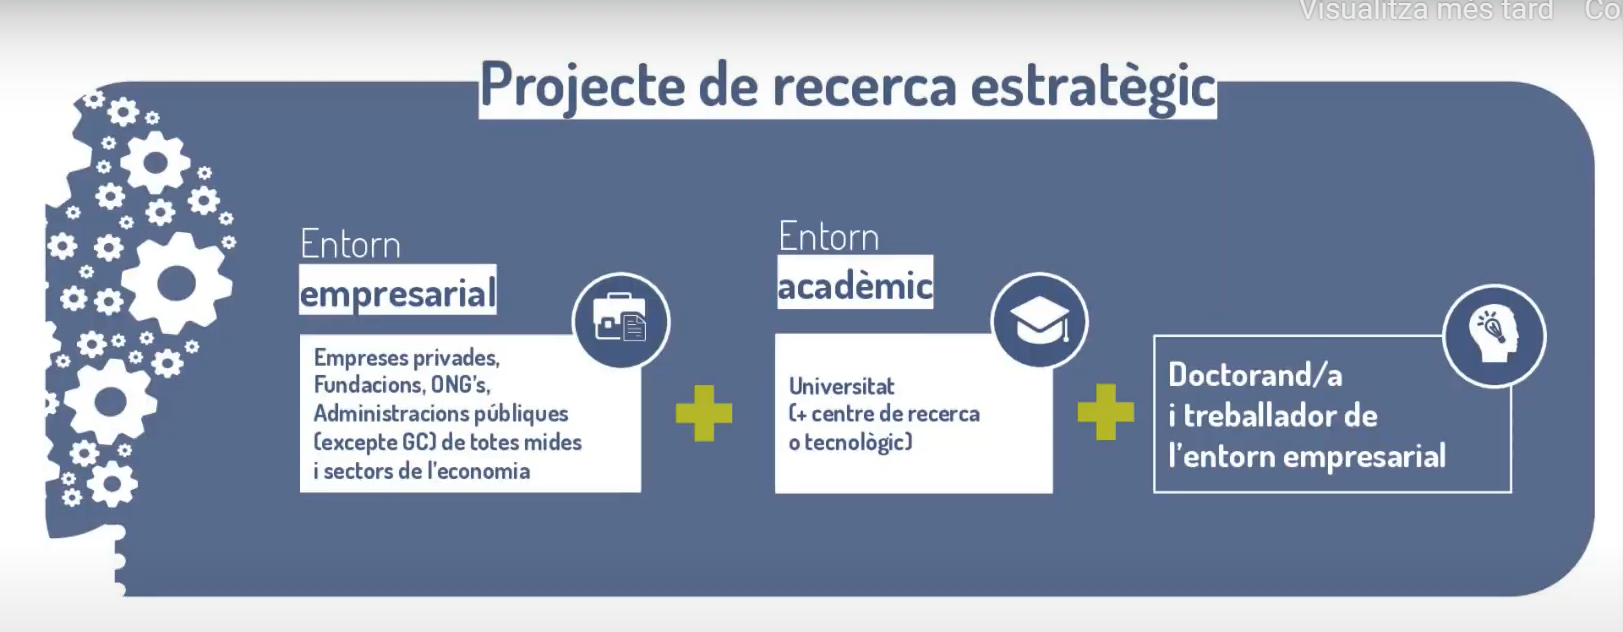 Visualitza més tard
Projecte de recerca estratègic
Entorn
empresarial
Empreses privades,
Fundacions, ONG's,
Administracions públiques
(excepte GC) de totes mides
i sectors de l'economia
Entorn
acadèmic
Universitat
(+ centre de recerca
o tecnològic)
Doctorand/a
i treballador de
l'entorn empresarial